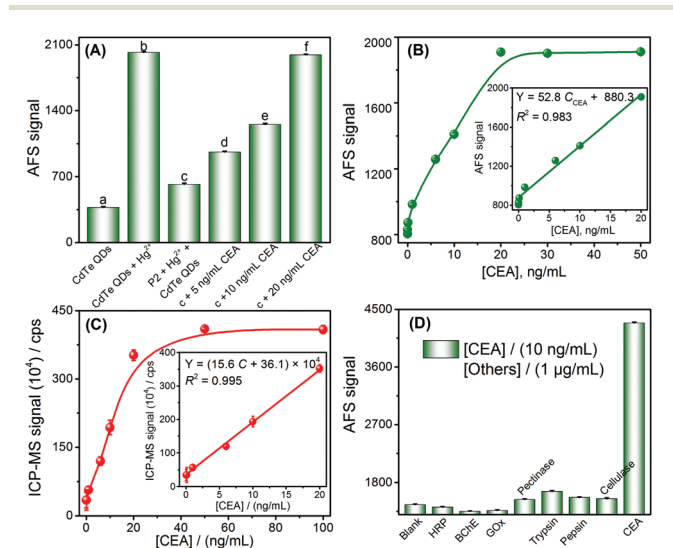 (A)
AFS signal
2100
1400
700
0
a
b
c
d
e
f
CdTe QDs
CdTe QDs + Hg²⁺
P2 + Hg²⁺ +
CdTe QDs
c + 5 ng/mL CEA
c +10 ng/mL CEA
c + 20 ng/mL CEA
(B)
AFS signal
2000
1800
1600
1400
1200
1000
800
0 10 20 30 40 50
[CEA], ng/mL
Y = 52.8 C_CEA + 880.3
R² = 0.983
AFS signal
2000
1600
1200
800
0 5 10 15 20
[CEA], ng/mL
(C)
ICP-MS signal (10⁴) / cps
450
300
150
0
0 20 40 60 80 100
[CEA] / (ng/mL)
Y = (15.6 C + 36.1) × 10⁴
R² = 0.995
ICP-MS signal (10⁴) / cps
400
300
200
100
0
0 5 10 15 20
[CEA] / (ng/mL)
(D)
AFS signal
4500
3600
2700
1800
[CEA] / (10 ng/mL)
[Others] / (1 μg/mL)
Blank
HRP
BChE
GOx
Pectinase
Trypsin
Pepsin
Cellulase
CEA